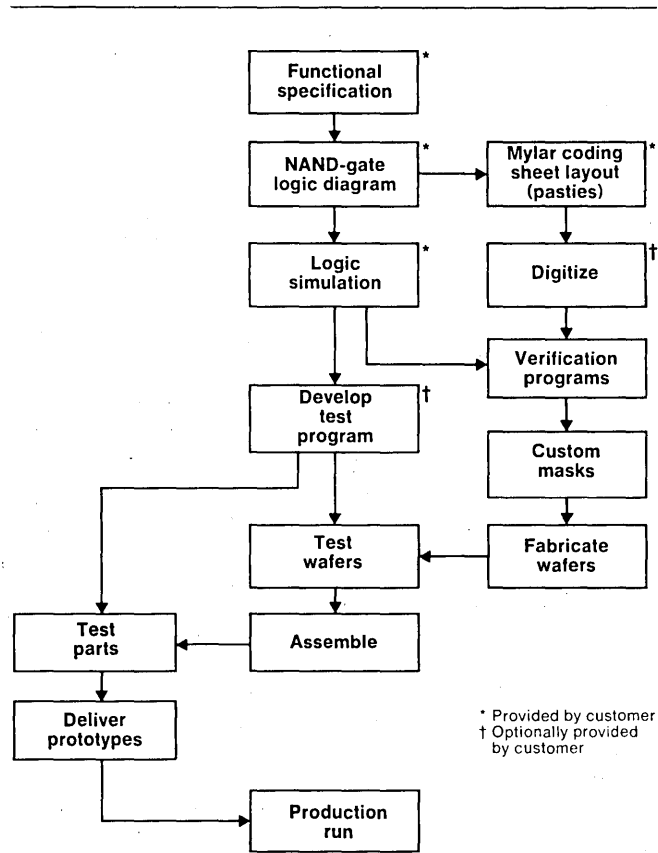 *
Functional
specification
*
NAND-gate
logic diagram
*
Mylar coding
sheet layout
(pasties)
*
Logic
simulation
†
Digitize
Verification
programs
†
Develop
test
program
Custom
masks
Test
wafers
Fabricate
wafers
Test
parts
Assemble
Deliver
prototypes
* Provided by customer
† Optionally provided
by customer
Production
run